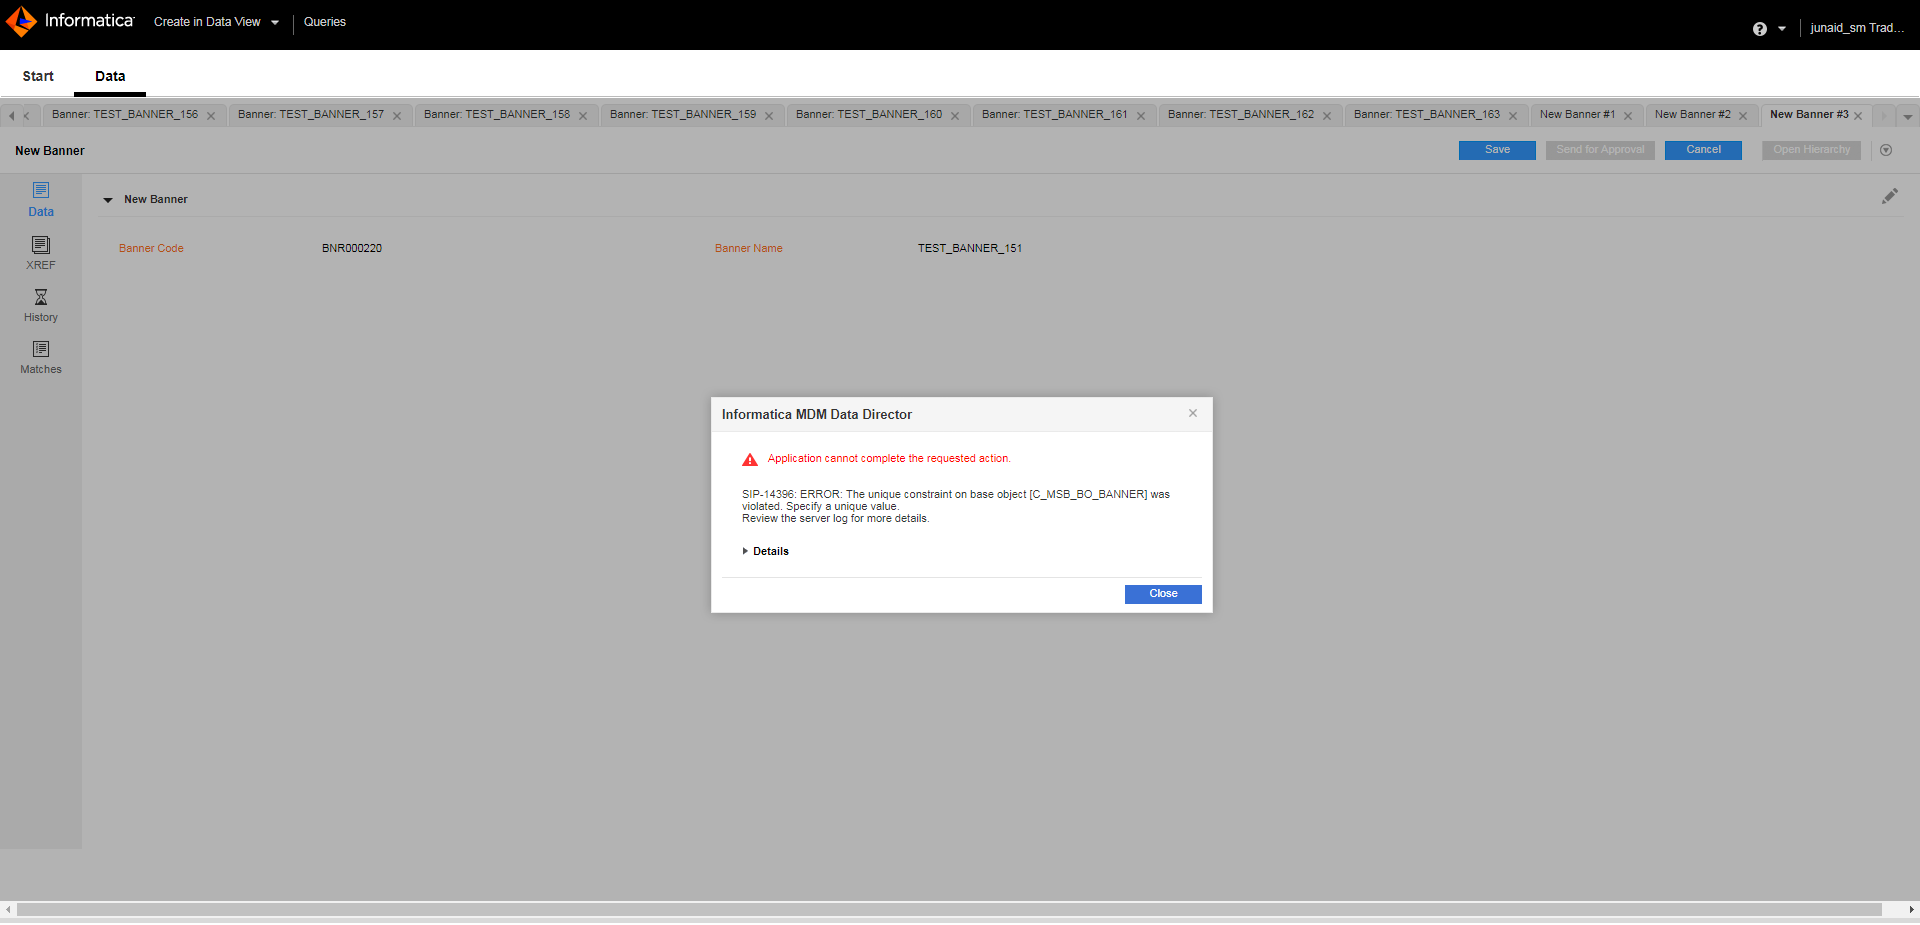 Informatica Create in Data View Queries junaid_sm Trad...
Start Data
Banner: TEST_BANNER_156 Banner: TEST_BANNER_157 Banner: TEST_BANNER_158 Banner: TEST_BANNER_159 Banner: TEST_BANNER_160 Banner: TEST_BANNER_161 Banner: TEST_BANNER_162 Banner: TEST_BANNER_163 New Banner #1 New Banner #2 New Banner #3
New Banner Save Send for Approval Cancel Open Hierarchy
Data
XREF
History
Matches
New Banner
Banner Code BNR000220 Banner Name TEST_BANNER_151
Informatica MDM Data Director
Application cannot complete the requested action.
SIP-14396: ERROR: The unique constraint on base object [C_MSB_BO_BANNER] was
violated. Specify a unique value.
Review the server log for more details.
Details
Close